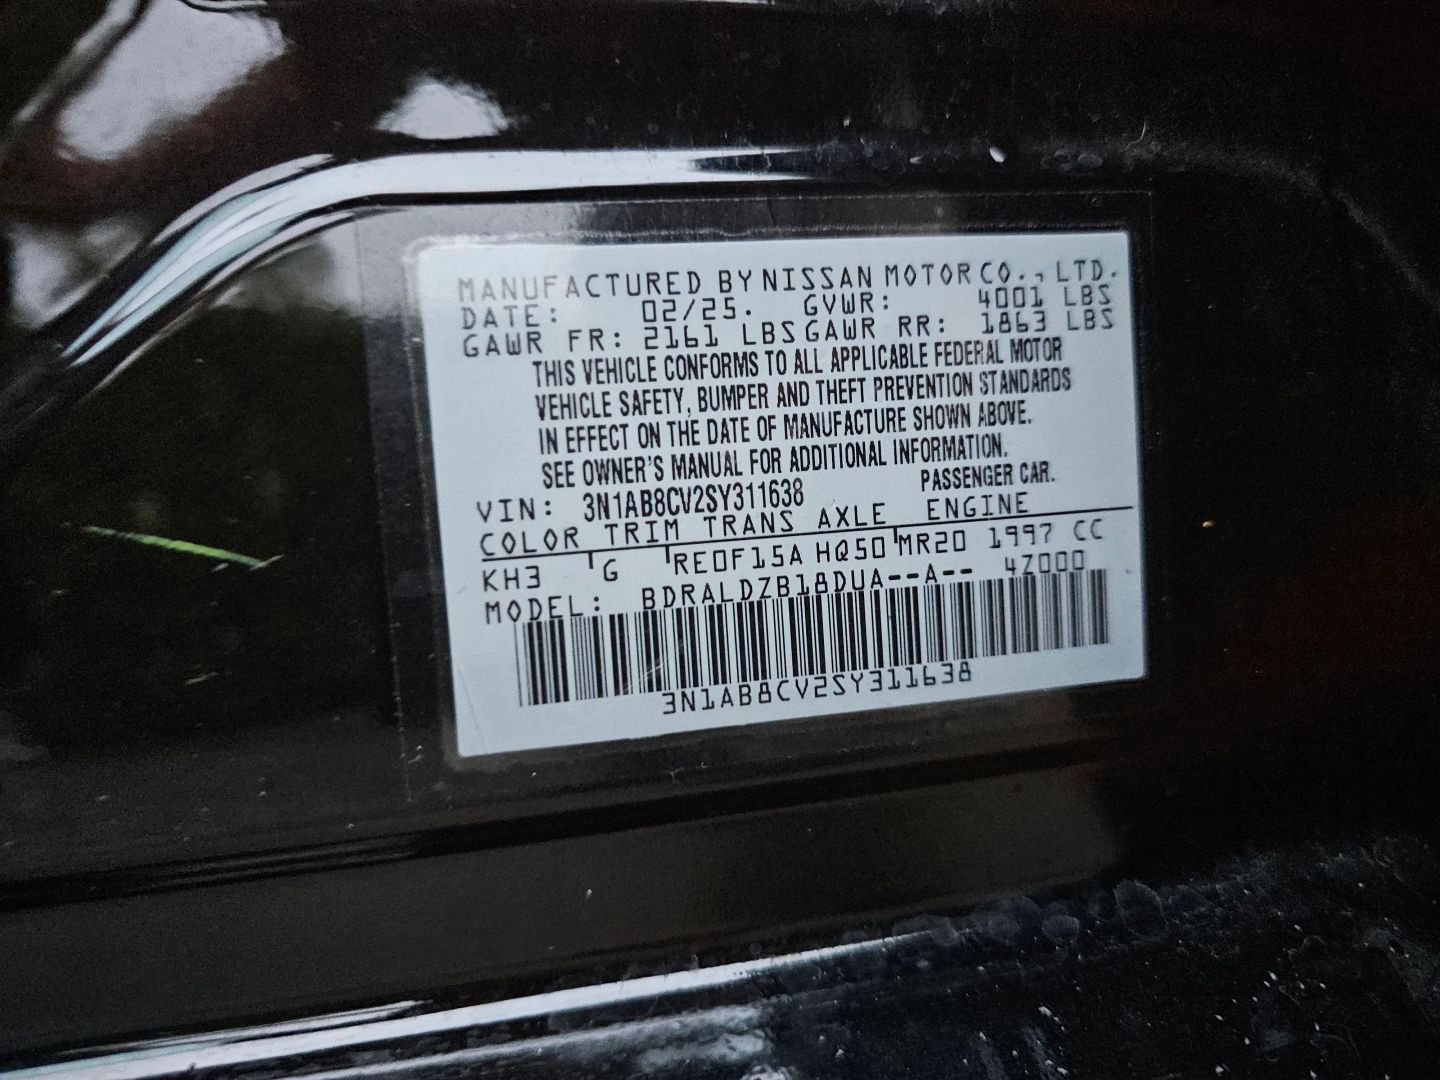 MANUFACTURED BY NISSAN MOTOR CO., LTD.
DATE: 02/25. GVWR: 4001 LBS
GAWR FR: 2161 LBS GAWR RR: 1863 LBS
THIS VEHICLE CONFORMS TO ALL APPLICABLE FEDERAL MOTOR
VEHICLE SAFETY, BUMPER AND THEFT PREVENTION STANDARDS
IN EFFECT ON THE DATE OF MANUFACTURE SHOWN ABOVE.
SEE OWNER'S MANUAL FOR ADDITIONAL INFORMATION.
VIN: 3N1AB8CV2SY311638 PASSENGER CAR.
COLOR TRIM TRANS AXLE ENGINE
KH3 G RE0F15A HQ50 MR20 1997 CC
MODEL: BDRALDZB18DUA--A-- 4Z000
3N1AB8CV2SY311638